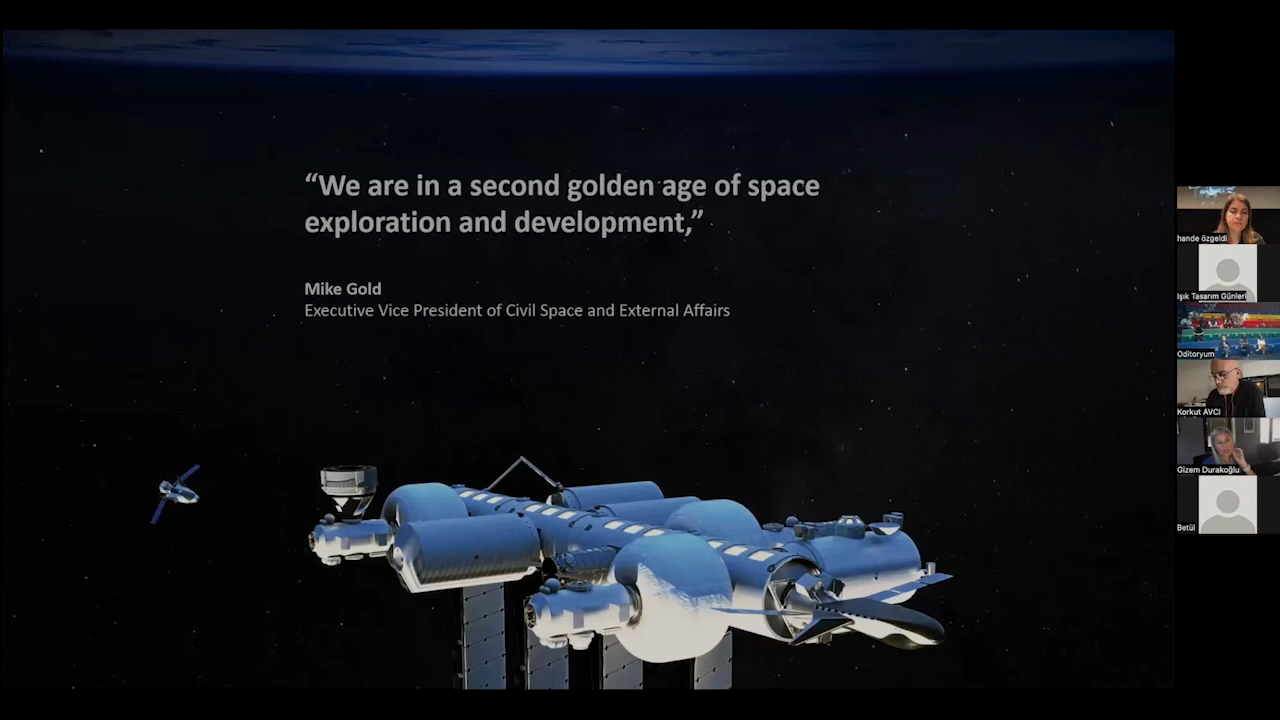 “We are in a second golden age of space
exploration and development,”
Mike Gold
Executive Vice President of Civil Space and External Affairs
hande özgeldi
Işık Tasarım Günleri
Oditoryum
Korkut AVCI
Gizem Durakoğlu
Betül